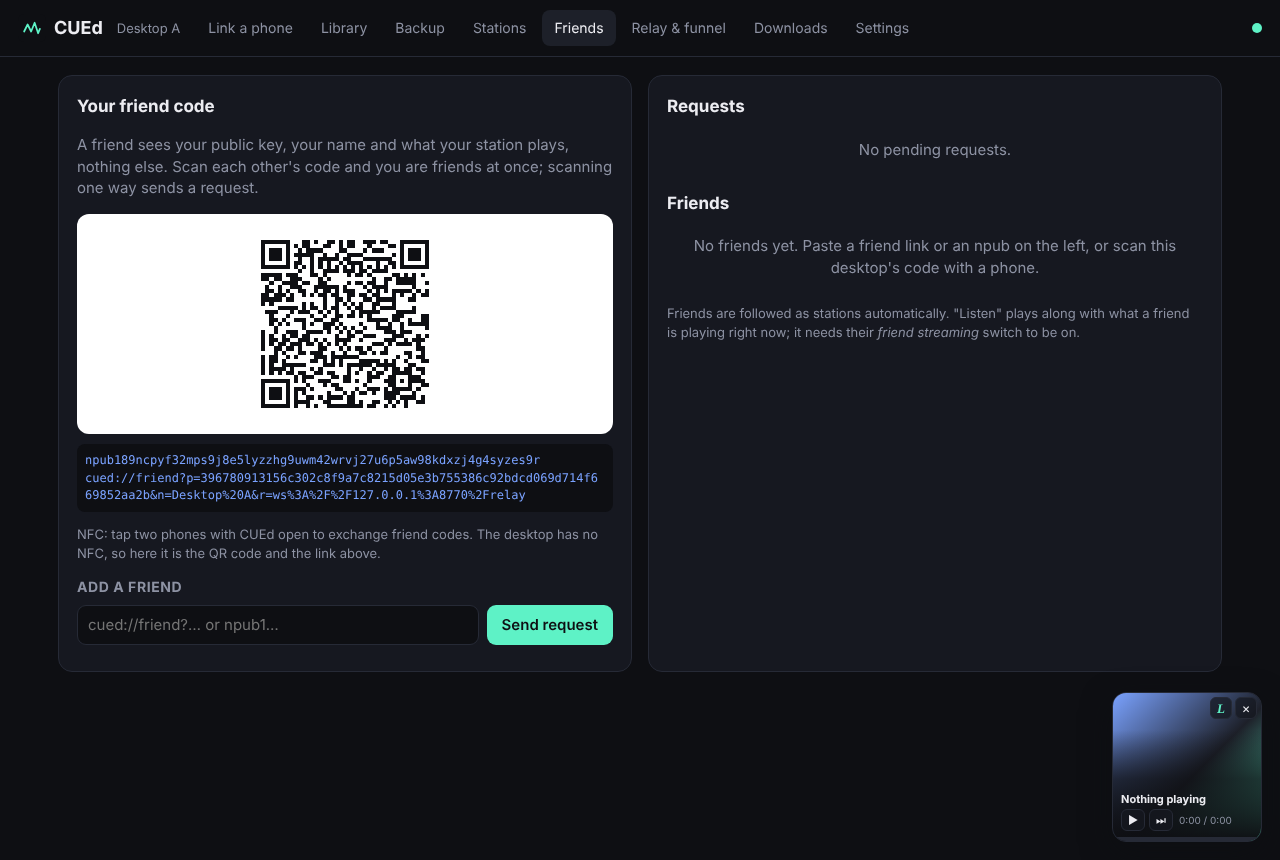 CUEd Desktop A Link a phone Library Backup Stations Friends Relay & funnel Downloads Settings
Your friend code
A friend sees your public key, your name and what your station plays,
nothing else. Scan each other's code and you are friends at once; scanning
one way sends a request.
npub189ncpyf32mps9j8e5lyzzhg9uwm42wrvj27u6p5aw98kdxzj4g4syzes9r
cued://friend?p=396780913156c302c8f9a7c8215d05e3b755386c92bdcd069d714f6
69852aa2b&n=Desktop%20A&r=ws%3A%2F%2F127.0.0.1%3A8770%2Frelay
NFC: tap two phones with CUEd open to exchange friend codes. The desktop has no
NFC, so here it is the QR code and the link above.
ADD A FRIEND
cued://friend?... or npub1...
Send request
Requests
No pending requests.
Friends
No friends yet. Paste a friend link or an npub on the left, or scan this
desktop's code with a phone.
Friends are followed as stations automatically. "Listen" plays along with what a friend
is playing right now; it needs their friend streaming switch to be on.
L ×
Nothing playing
0:00 / 0:00